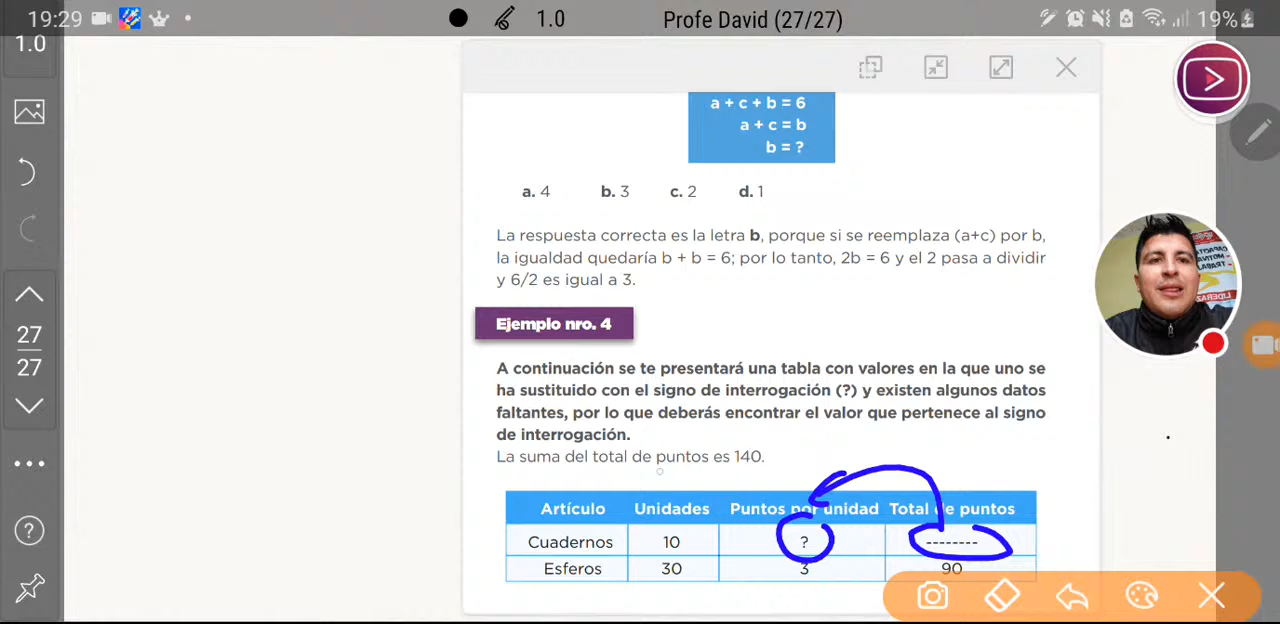 19:29 1.0 Profe David (27/27) 19%
1.0
a + c + b = 6
a + c = b
b = ?
a. 4 b. 3 c. 2 d. 1
La respuesta correcta es la letra b, porque si se reemplaza (a+c) por b,
la igualdad quedaría b + b = 6; por lo tanto, 2b = 6 y el 2 pasa a dividir
y 6/2 es igual a 3.
Ejemplo nro. 4
A continuación se te presentará una tabla con valores en la que uno se
ha sustituido con el signo de interrogación (?) y existen algunos datos
faltantes, por lo que deberás encontrar el valor que pertenece al signo
de interrogación.
La suma del total de puntos es 140.
Artículo Unidades Puntos por unidad Total de puntos
Cuadernos 10 ? --------
Esferos 30 3 90
27
27
?